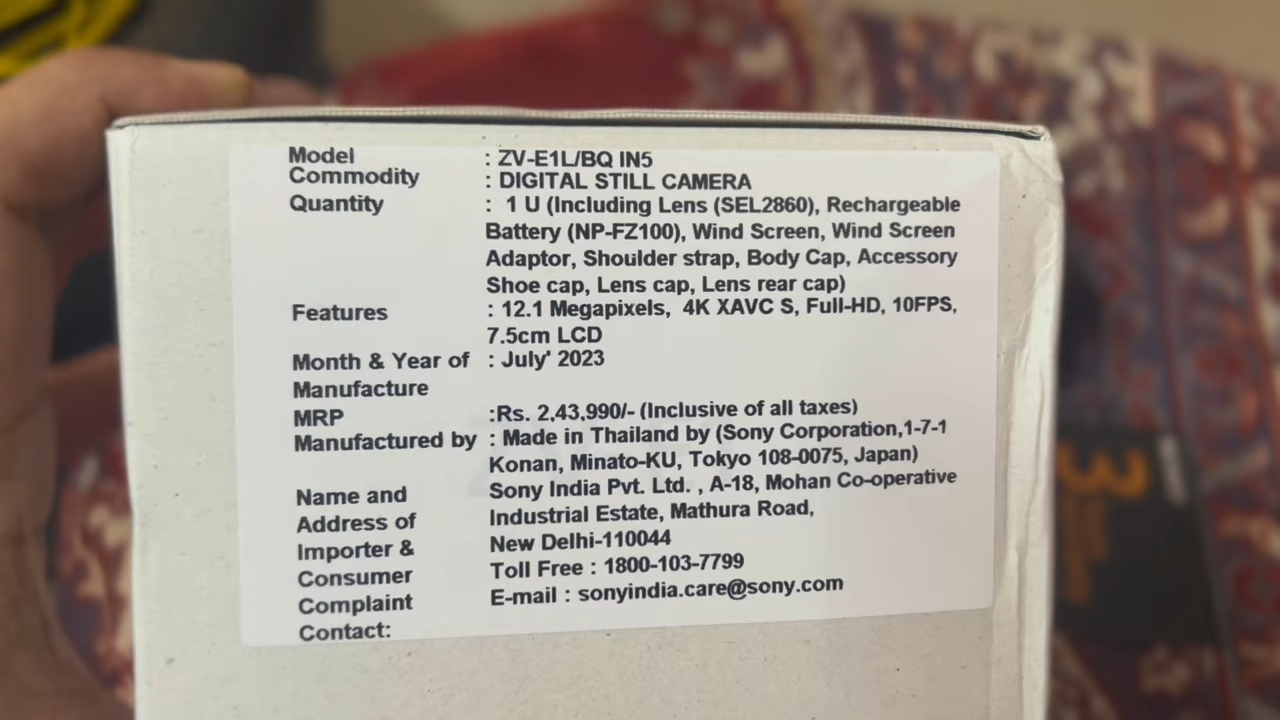 Model : ZV-E1L/BQ IN5
Commodity : DIGITAL STILL CAMERA
Quantity : 1 U (Including Lens (SEL2860), Rechargeable
Battery (NP-FZ100), Wind Screen, Wind Screen
Adaptor, Shoulder strap, Body Cap, Accessory
Shoe cap, Lens cap, Lens rear cap)
Features : 12.1 Megapixels, 4K XAVC S, Full-HD, 10FPS,
7.5cm LCD
Month & Year of : July' 2023
Manufacture
MRP :Rs. 2,43,990/- (Inclusive of all taxes)
Manufactured by : Made in Thailand by (Sony Corporation,1-7-1
Konan, Minato-KU, Tokyo 108-0075, Japan)
Name and Sony India Pvt. Ltd. , A-18, Mohan Co-operative
Address of Industrial Estate, Mathura Road,
Importer & New Delhi-110044
Consumer Toll Free : 1800-103-7799
Complaint E-mail : sonyindia.care@sony.com
Contact: